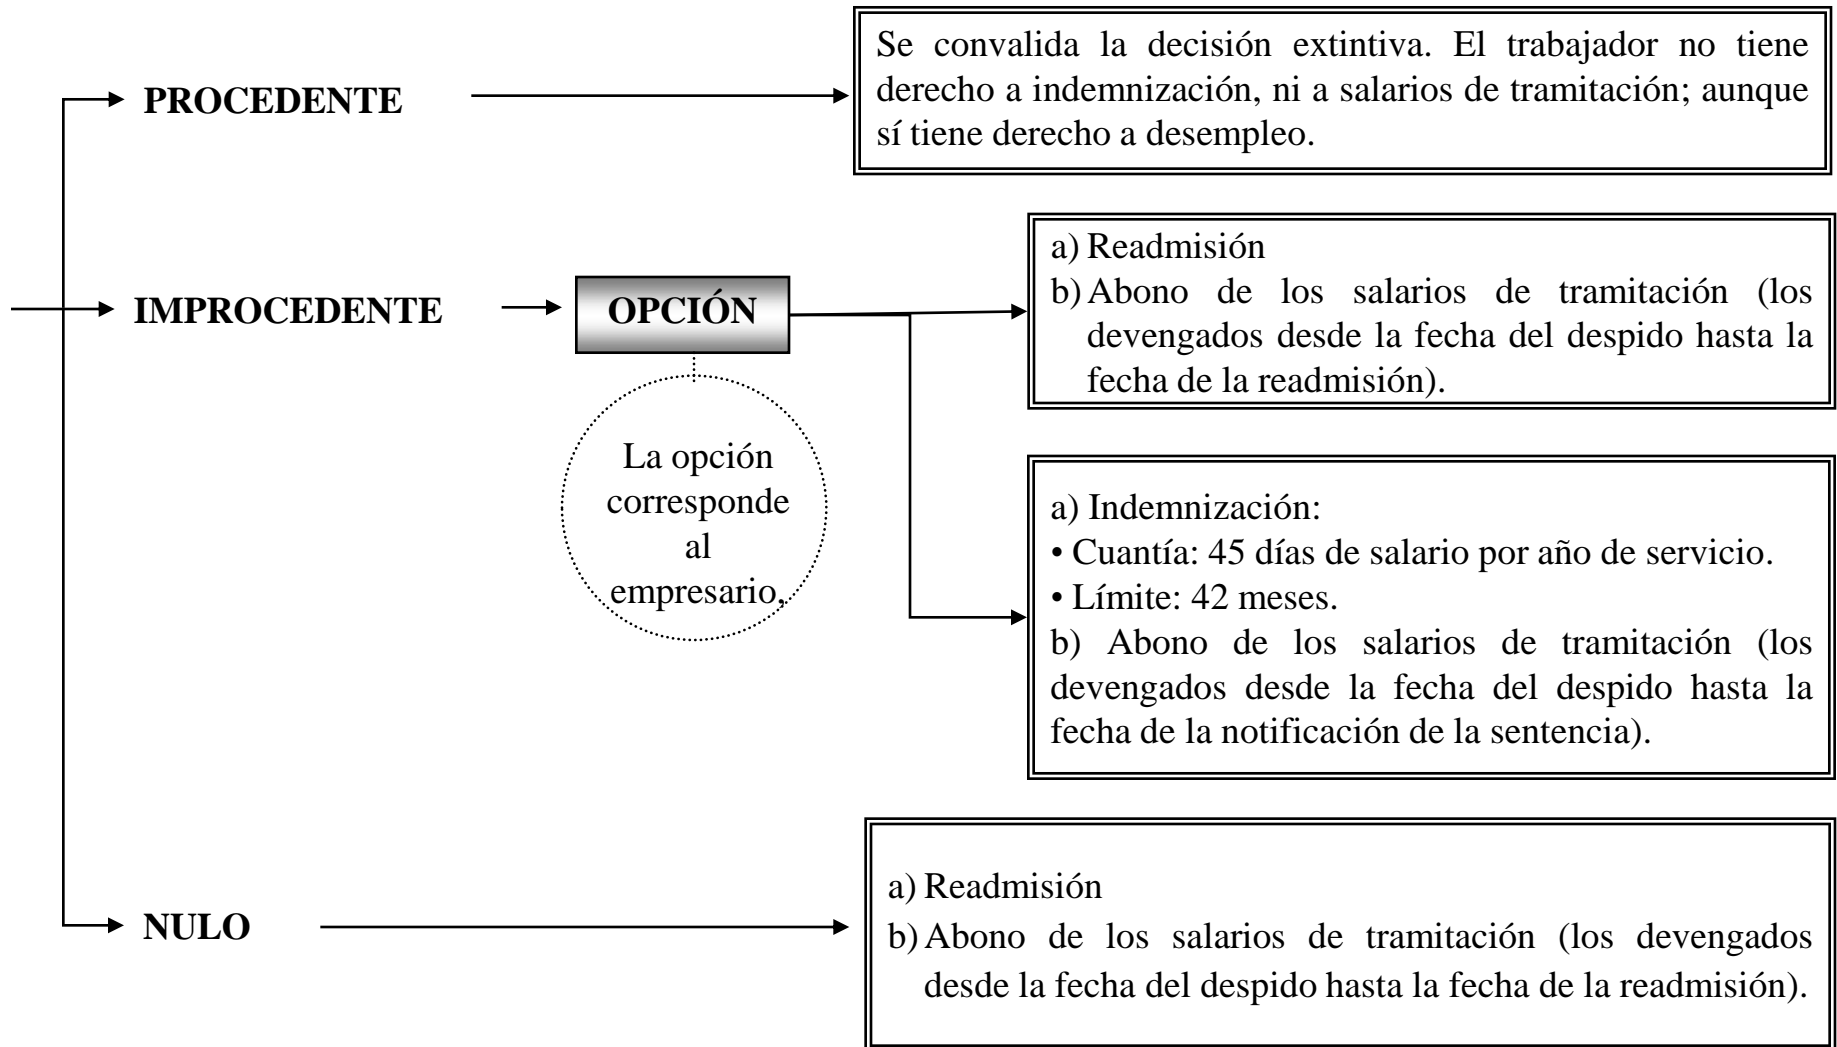 PROCEDENTE
Se convalida la decisión extintiva. El trabajador no tiene
derecho a indemnización, ni a salarios de tramitación; aunque
sí tiene derecho a desempleo.
IMPROCEDENTE
OPCIÓN
La opción
corresponde
al
empresario,
a) Readmisión
b) Abono de los salarios de tramitación (los
devengados desde la fecha del despido hasta la
fecha de la readmisión).
a) Indemnización:
• Cuantía: 45 días de salario por año de servicio.
• Límite: 42 meses.
b) Abono de los salarios de tramitación (los
devengados desde la fecha del despido hasta la
fecha de la notificación de la sentencia).
NULO
a) Readmisión
b) Abono de los salarios de tramitación (los devengados
desde la fecha del despido hasta la fecha de la readmisión).